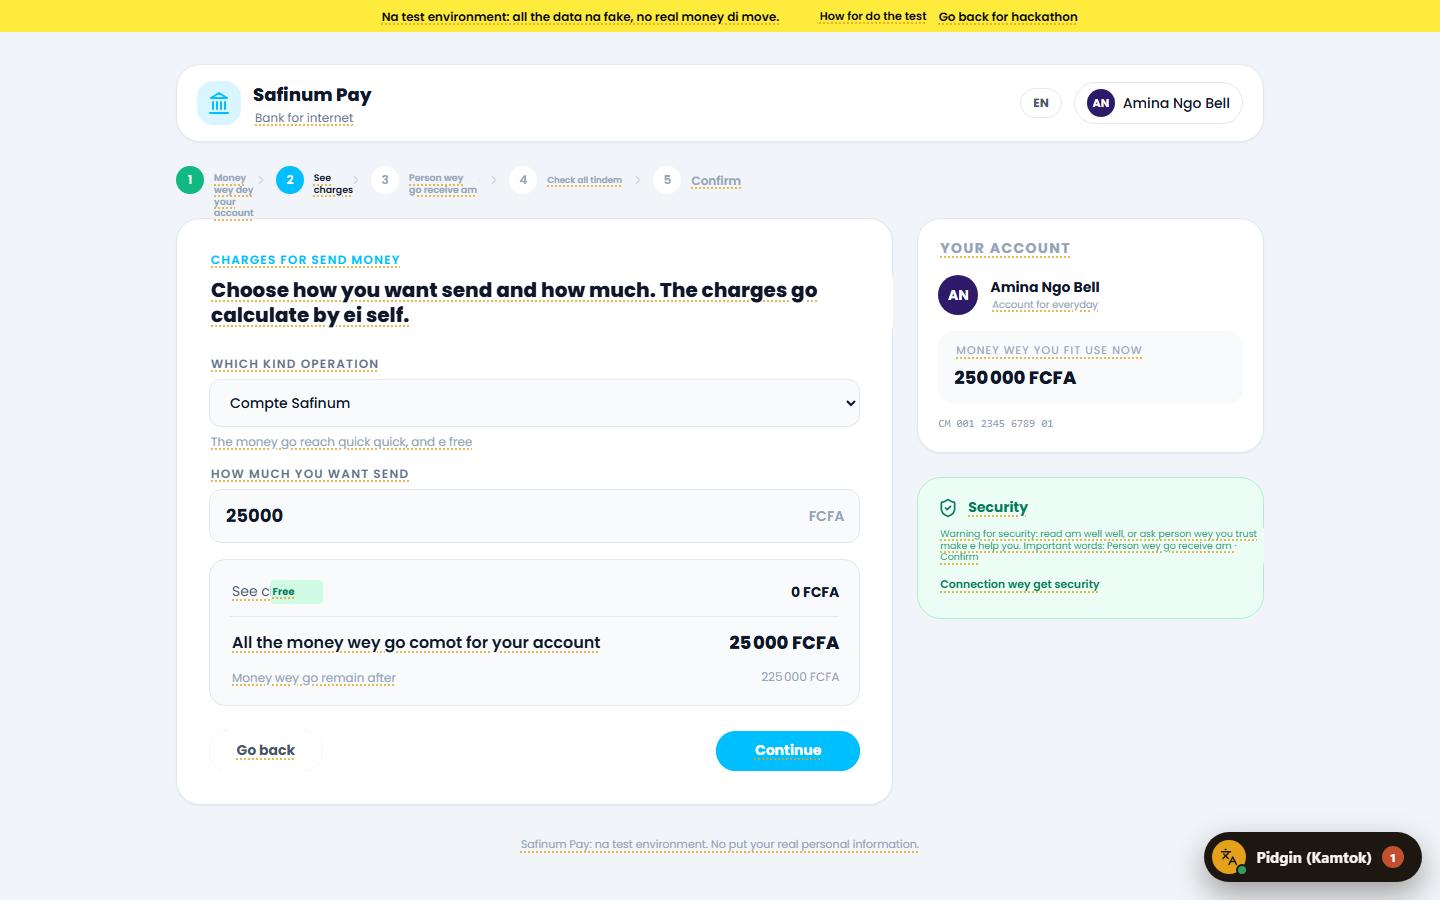 Na test environment: all the data na fake, no real money di move.
How for do the test
Go back for hackathon
Safinum Pay
Bank for internet
EN
AN
Amina Ngo Bell
1
Money
wey dey
your
account
2
See
charges
3
Person wey
go receive am
4
Check all tindem
5
Confirm
CHARGES FOR SEND MONEY
Choose how you want send and how much. The charges go
calculate by ei self.
WHICH KIND OPERATION
Compte Safinum
The money go reach quick quick, and e free
HOW MUCH YOU WANT SEND
25000
FCFA
See c
Free
0 FCFA
All the money wey go comot for your account
25 000 FCFA
Money wey go remain after
225 000 FCFA
Go back
Continue
YOUR ACCOUNT
AN
Amina Ngo Bell
Account for everyday
MONEY WEY YOU FIT USE NOW
250 000 FCFA
CM 001 2345 6789 01
Security
Warning for security: read am well well, or ask person wey you trust
make e help you. Important words: Person wey go receive am ·
Confirm
Connection wey get security
Safinum Pay: na test environment. No put your real personal information.
Pidgin (Kamtok)
1